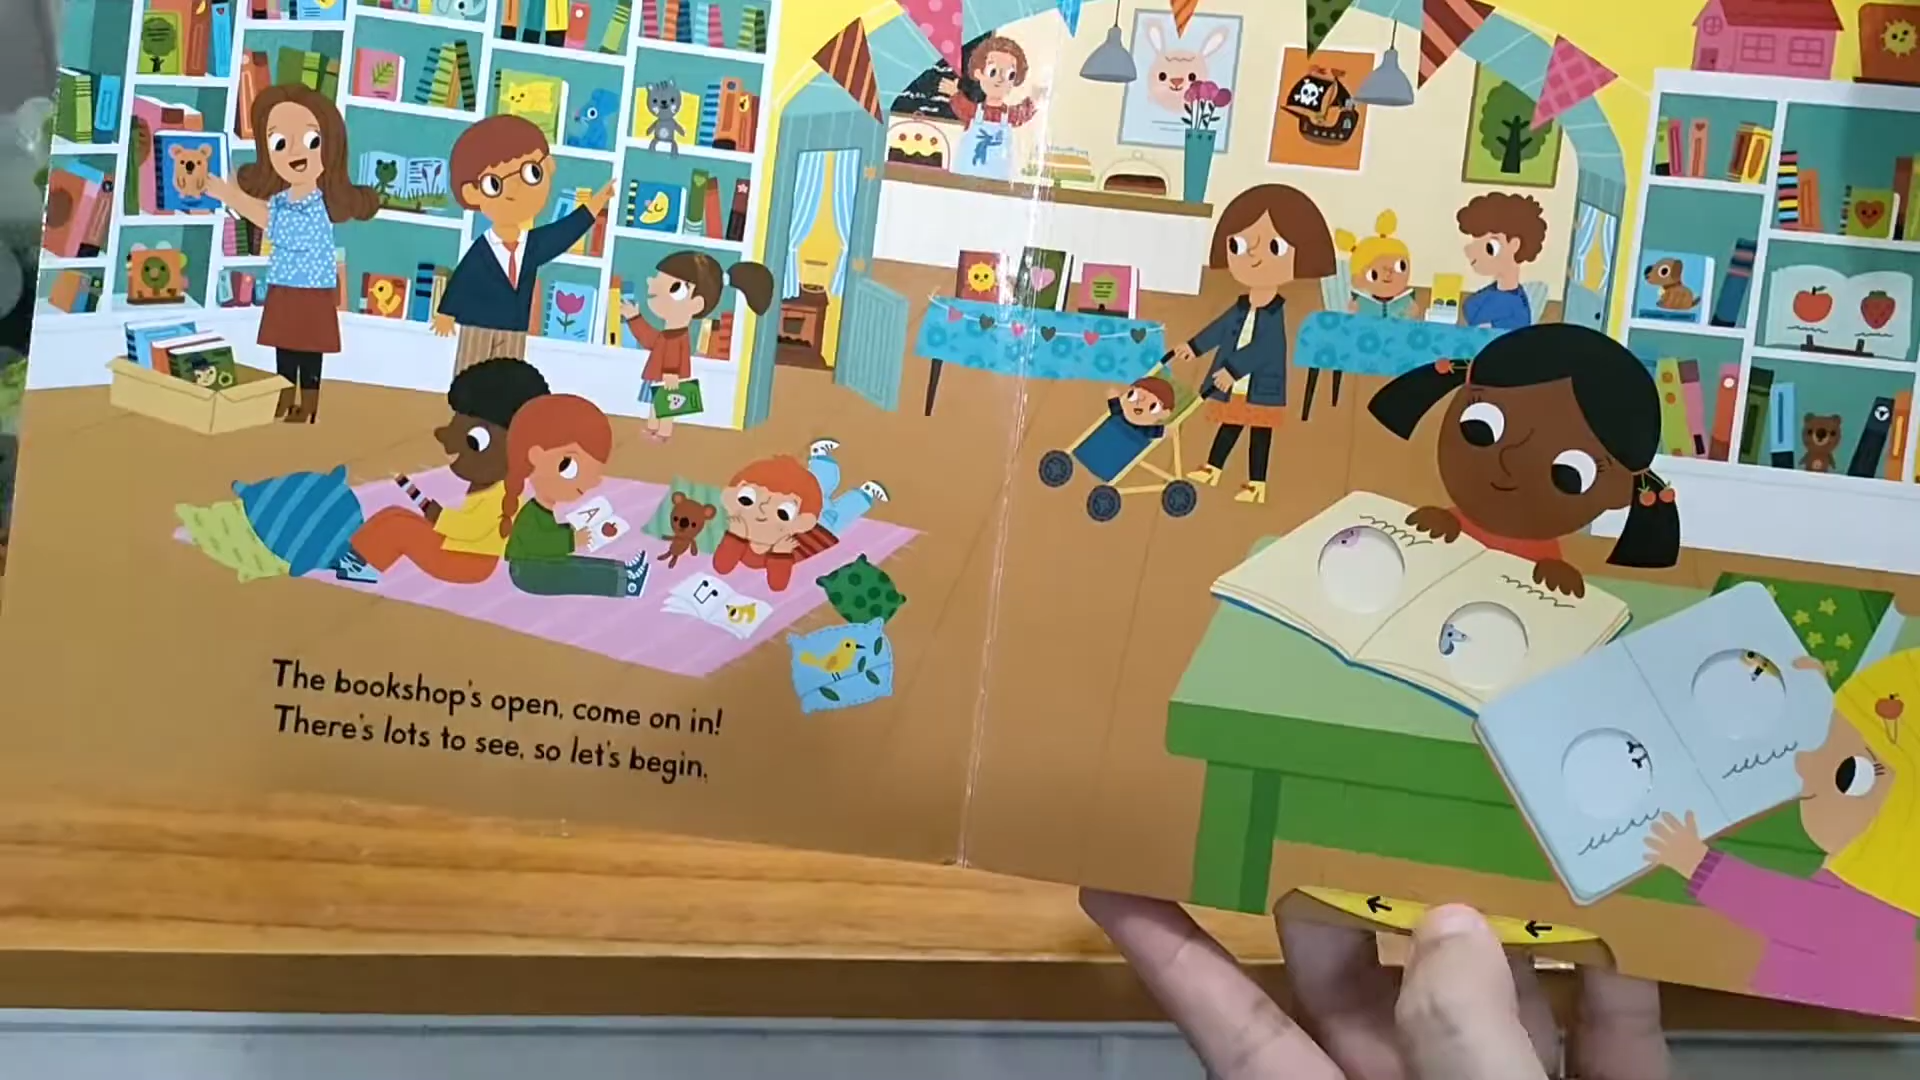 The bookshop's open, come on in!
There's lots to see, so let's begin.
A